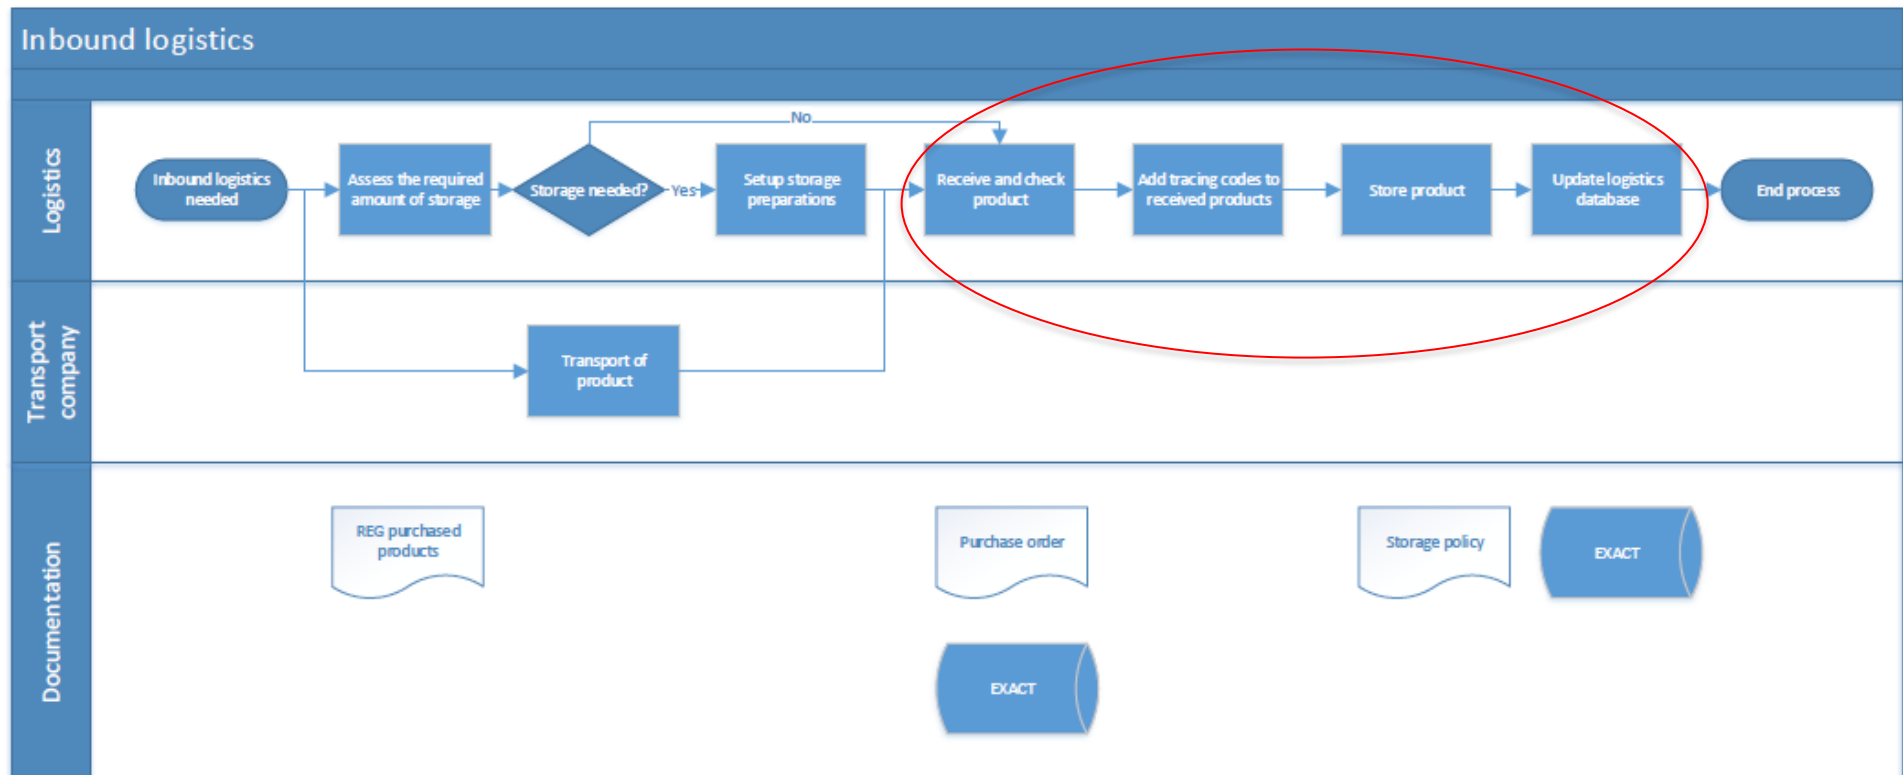 Inbound logistics
Logistics
No
Inbound logistics
needed
Assess the required
amount of storage
Storage needed?
Yes
Setup storage
preparations
Receive and check
product
Add tracing codes to
received products
Store product
Update logistics
database
End process
Transport
company
Transport of
product
Documentation
REG purchased
products
Purchase order
Storage policy
EXACT
EXACT